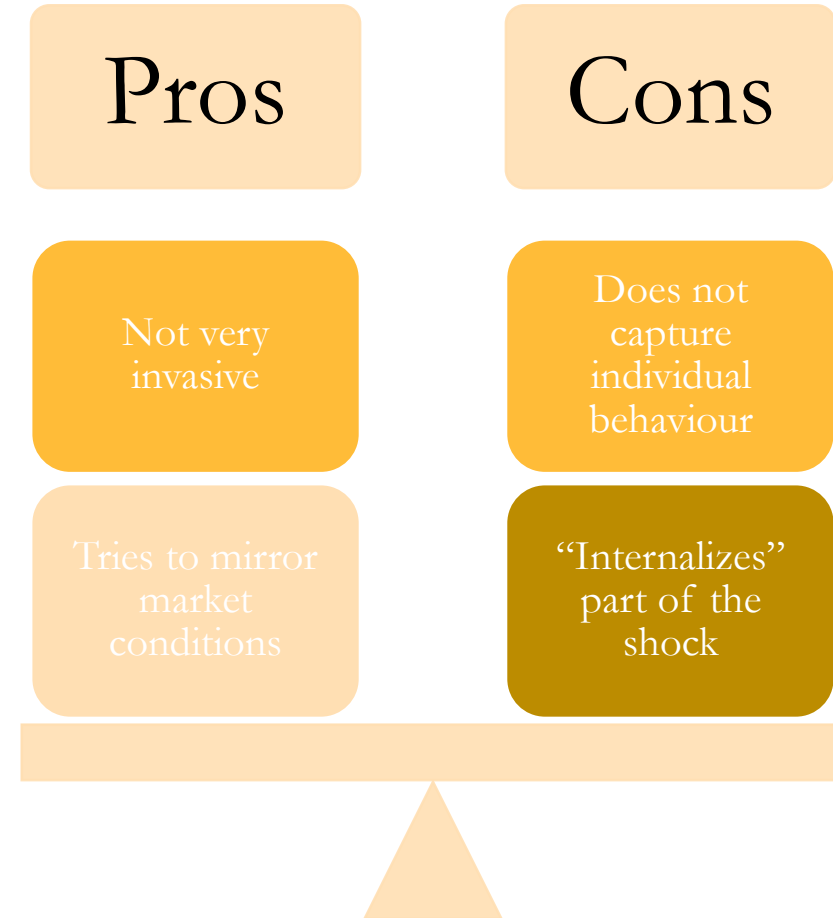 Pros
Cons
Not very
invasive
Does not
capture
individual
behaviour
Tries to mirror
market
conditions
“Internalizes”
part of the
shock